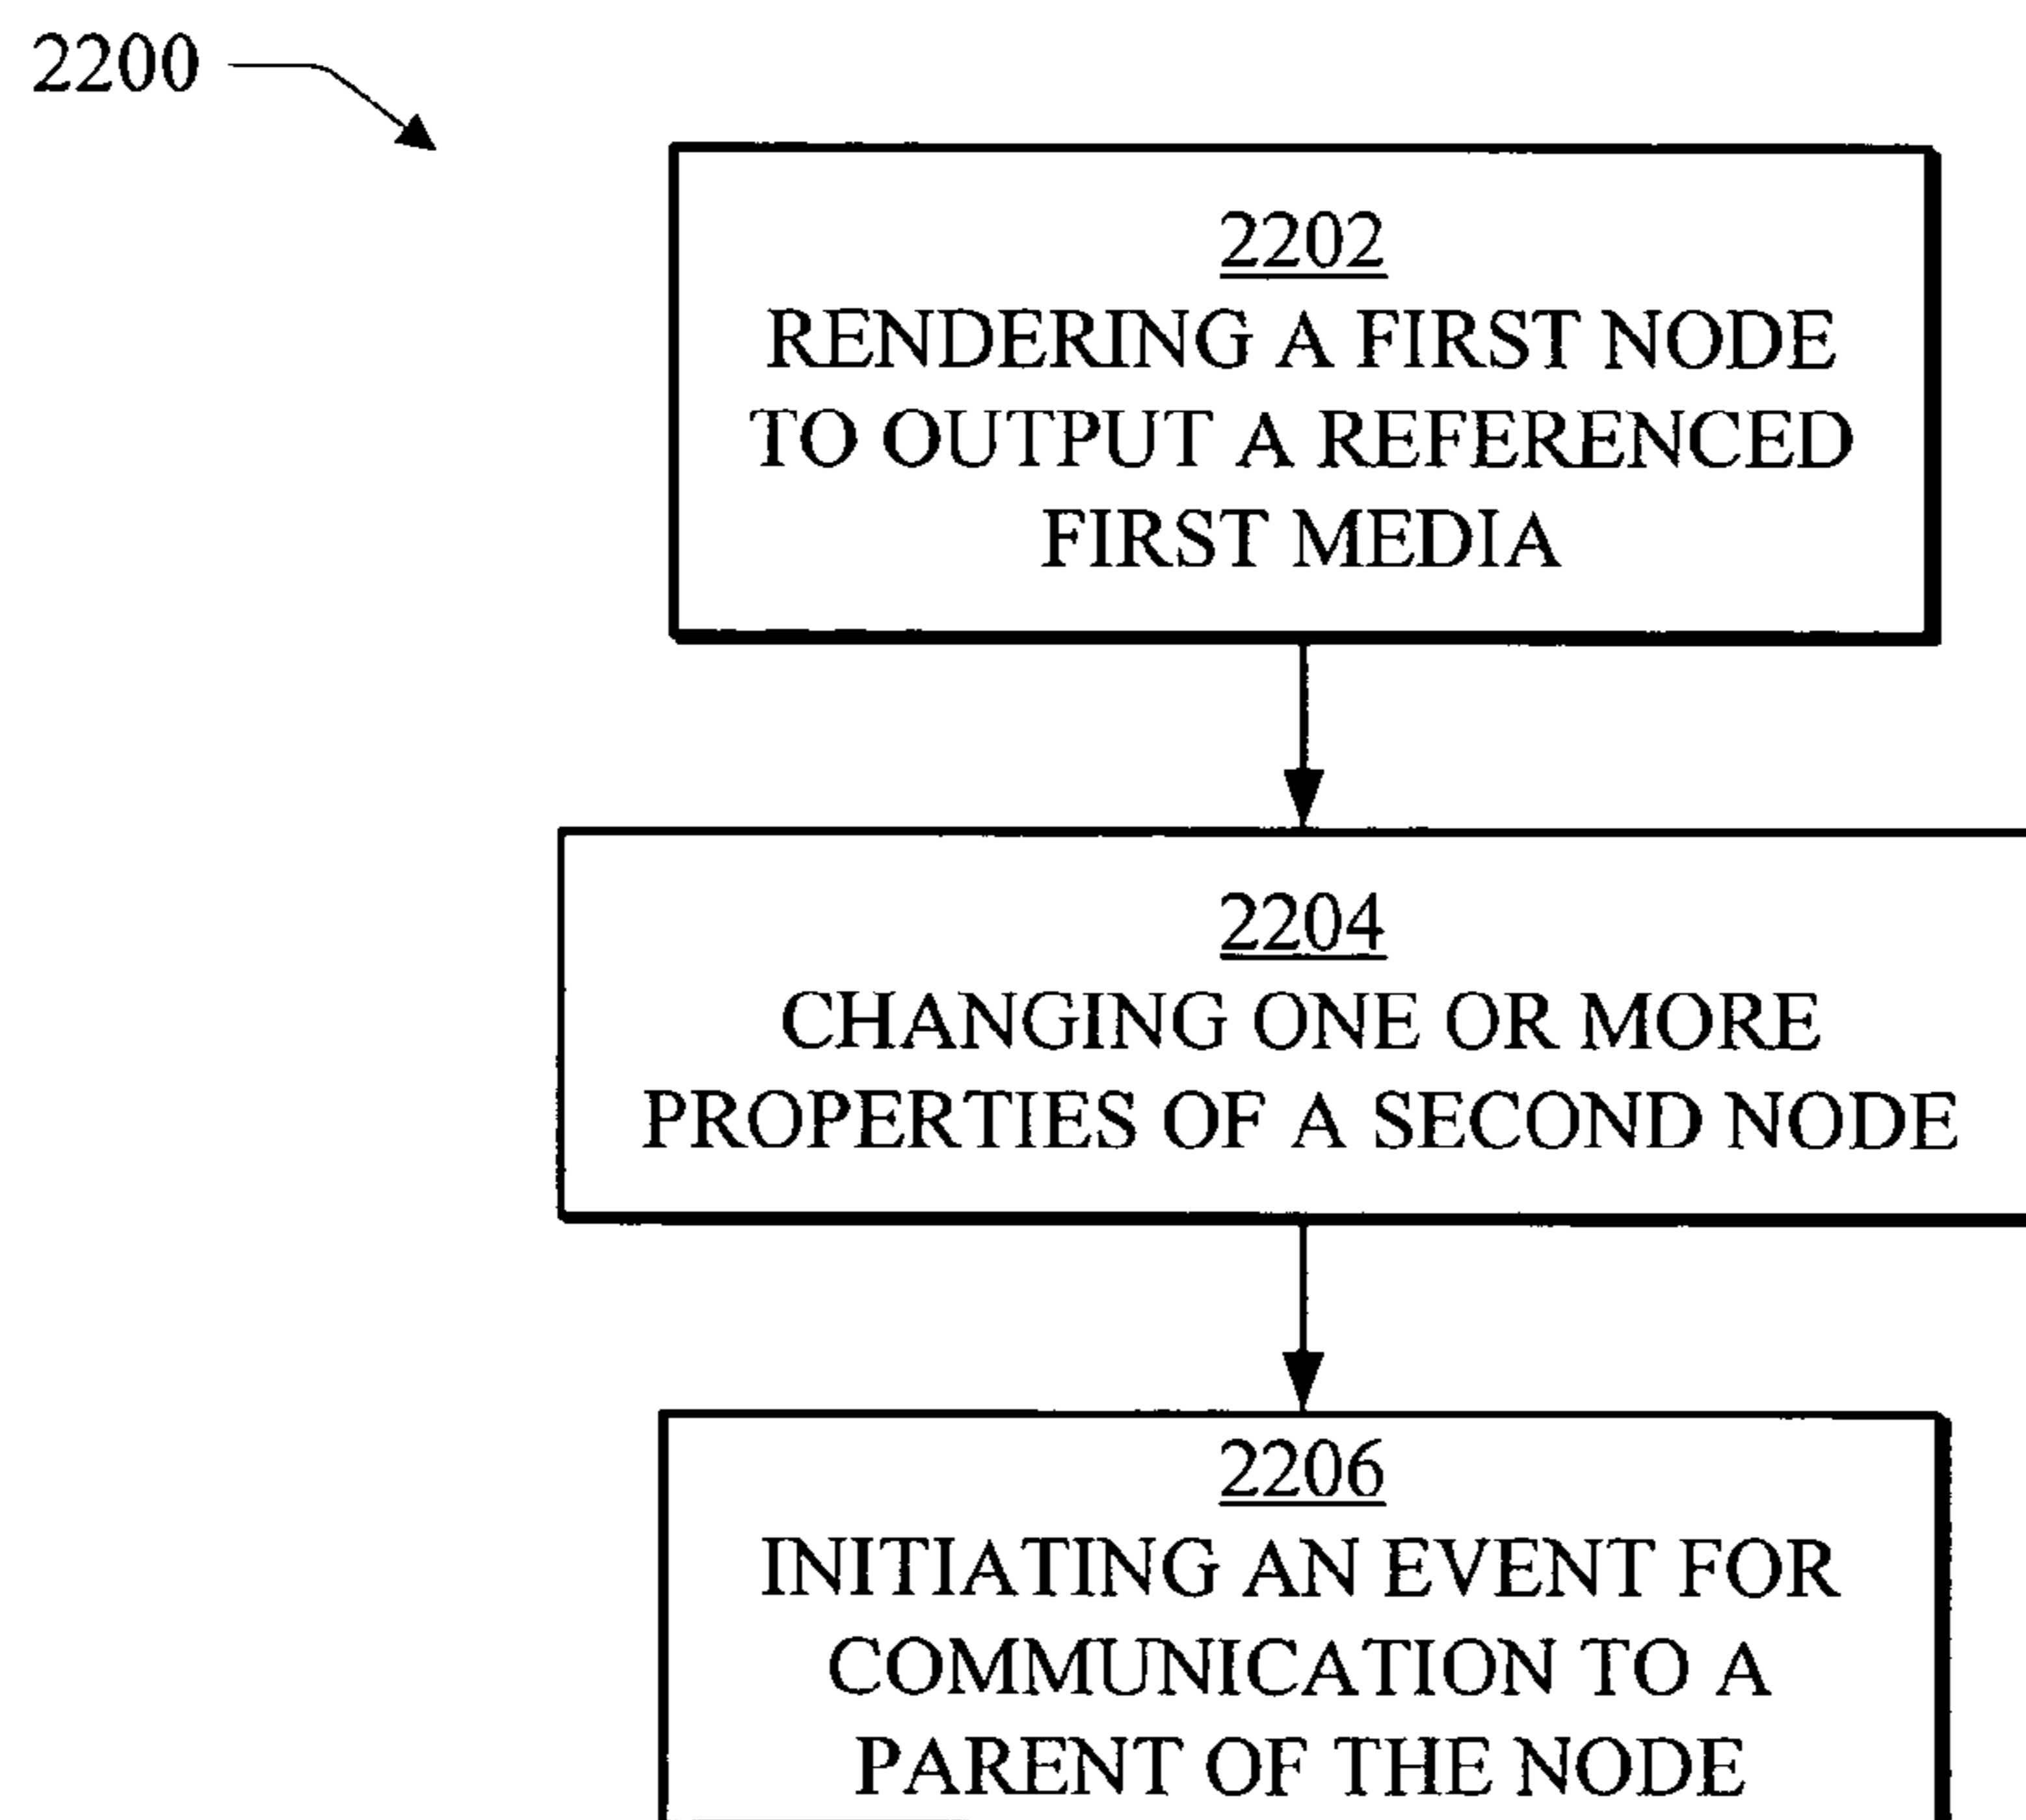 2200
2202
RENDERING A FIRST NODE
TO OUTPUT A REFERENCED
FIRST MEDIA
2204
CHANGING ONE OR MORE
PROPERTIES OF A SECOND NODE
2206
INITIATING AN EVENT FOR
COMMUNICATION TO A
PARENT OF THE NODE